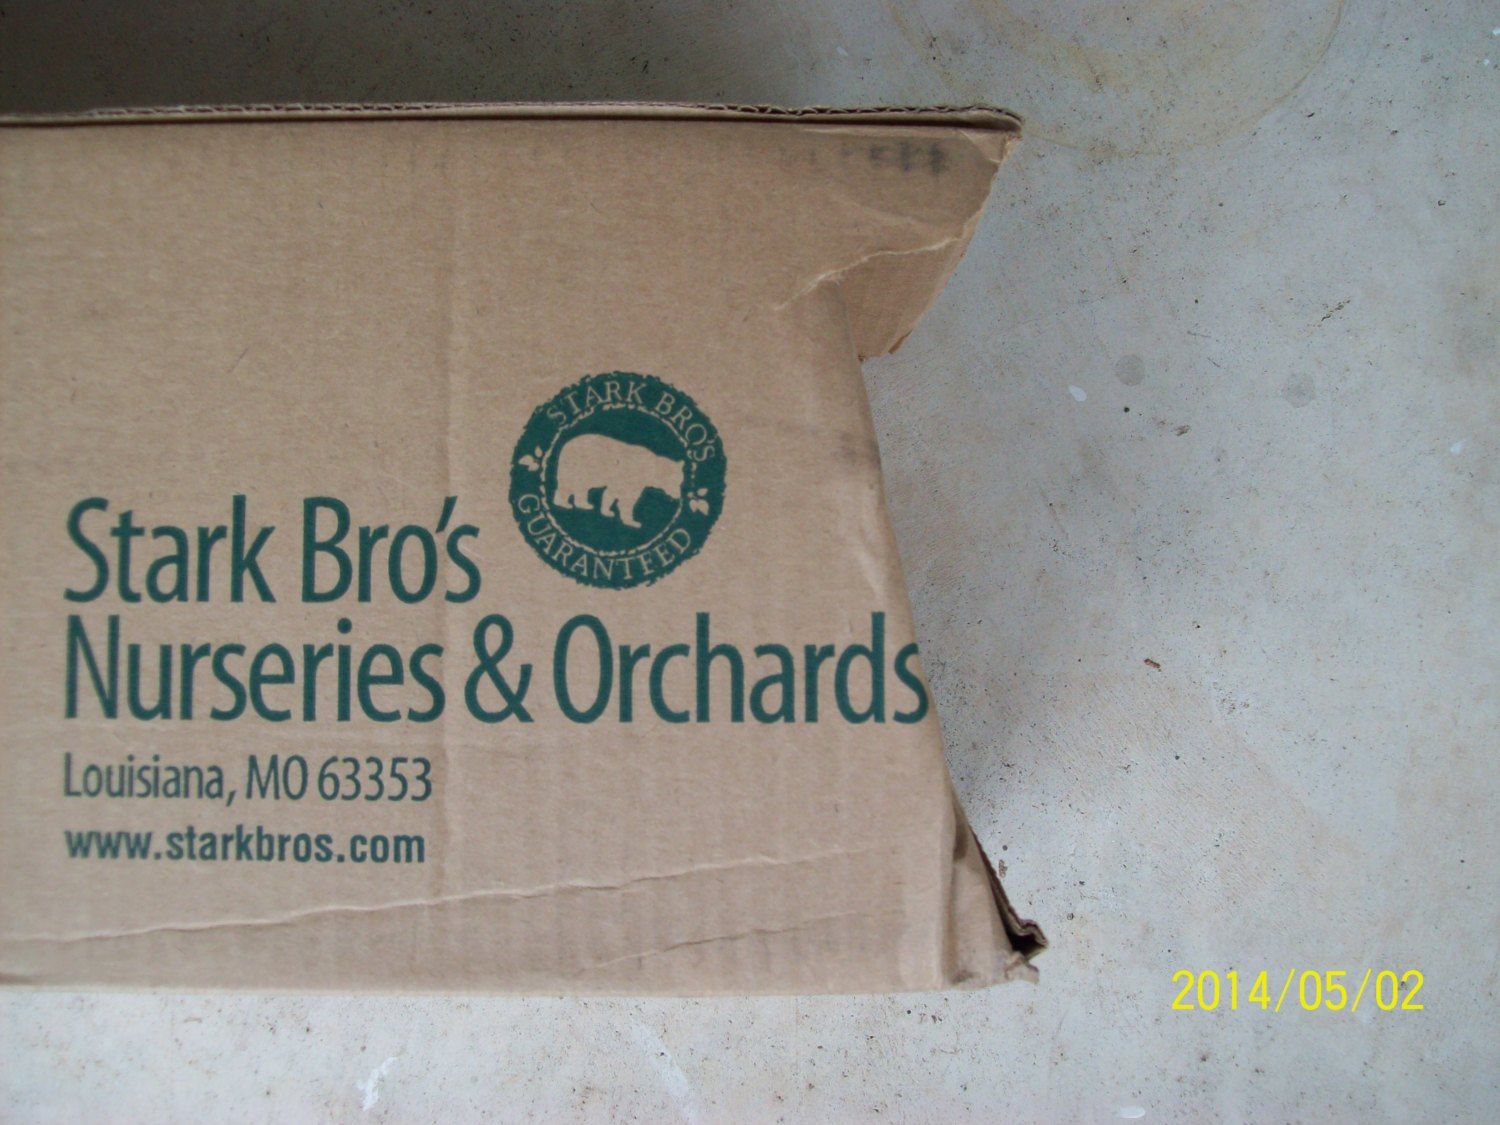 STARK BRO'S
GUARANTEED
Stark Bro's
Nurseries & Orchards
Louisiana, MO 63353
www.starkbros.com
2014/05/02